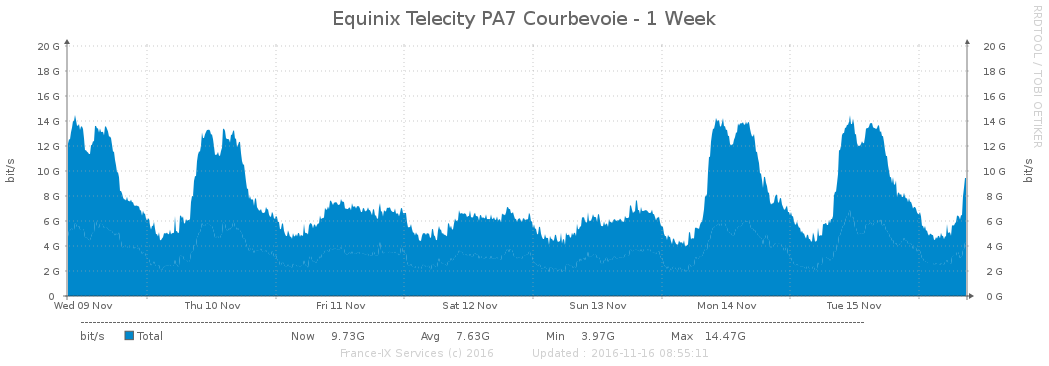 Equinix Telecity PA7 Courbevoie - 1 Week
RRDTOOL / TOBI OETIKER
bit/s
20 G 20 G
18 G 18 G
16 G 16 G
14 G 14 G
12 G 12 G
10 G 10 G
8 G 8 G
6 G 6 G
4 G 4 G
2 G 2 G
0 0 G
bit/s
Wed 09 Nov Thu 10 Nov Fri 11 Nov Sat 12 Nov Sun 13 Nov Mon 14 Nov Tue 15 Nov
bit/s Total Now 9.73G Avg 7.63G Min 3.97G Max 14.47G
France-IX Services (c) 2016 Updated : 2016-11-16 08:55:11